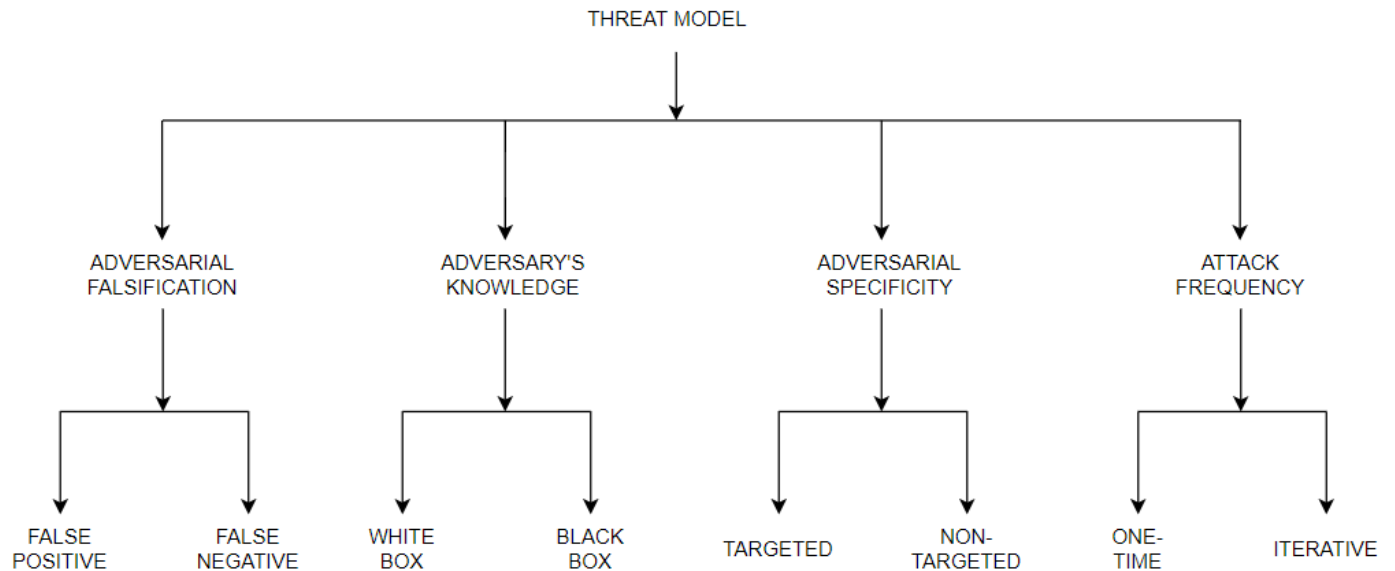 THREAT MODEL
ADVERSARIAL
FALSIFICATION
ADVERSARY'S
KNOWLEDGE
ADVERSARIAL
SPECIFICITY
ATTACK
FREQUENCY
FALSE
POSITIVE
FALSE
NEGATIVE
WHITE
BOX
BLACK
BOX
TARGETED
NON-
TARGETED
ONE-
TIME
ITERATIVE